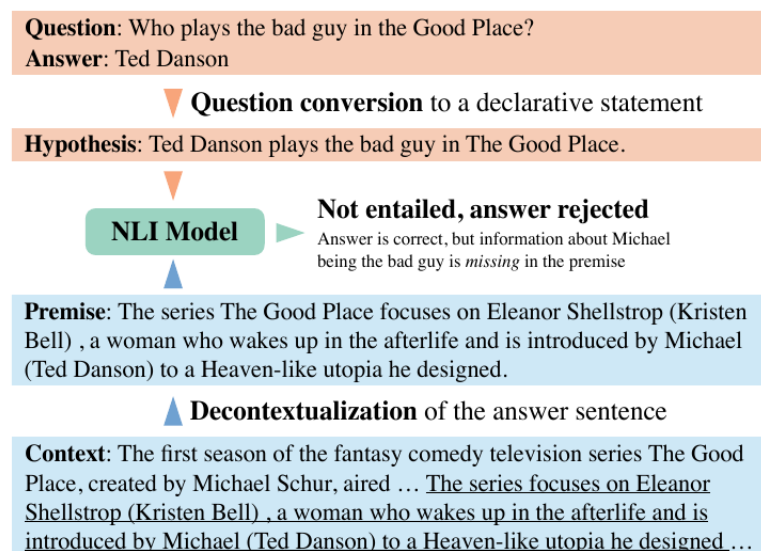 Question: Who plays the bad guy in the Good Place?
Answer: Ted Danson
Question conversion to a declarative statement
Hypothesis: Ted Danson plays the bad guy in The Good Place.
NLI Model
Not entailed, answer rejected
Answer is correct, but information about Michael
being the bad guy is missing in the premise
Premise: The series The Good Place focuses on Eleanor Shellstrop (Kristen
Bell) , a woman who wakes up in the afterlife and is introduced by Michael
(Ted Danson) to a Heaven-like utopia he designed.
Decontextualization of the answer sentence
Context: The first season of the fantasy comedy television series The Good
Place, created by Michael Schur, aired … The series focuses on Eleanor
Shellstrop (Kristen Bell) , a woman who wakes up in the afterlife and is
introduced by Michael (Ted Danson) to a Heaven-like utopia he designed …